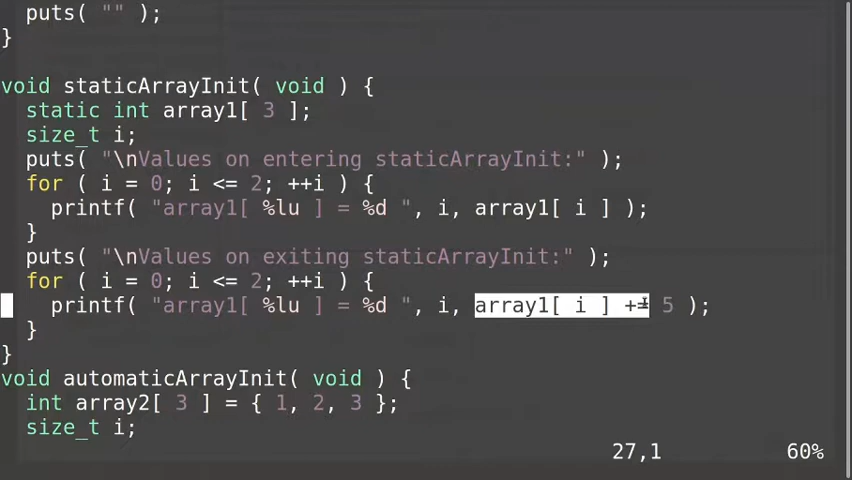 puts( "" );
}
void staticArrayInit( void ) {
static int array1[ 3 ];
size_t i;
puts( "\nValues on entering staticArrayInit:" );
for ( i = 0; i <= 2; ++i ) {
printf( "array1[ %lu ] = %d ", i, array1[ i ] );
}
puts( "\nValues on exiting staticArrayInit:" );
for ( i = 0; i <= 2; ++i ) {
printf( "array1[ %lu ] = %d ", i, array1[ i ] += 5 );
}
}
void automaticArrayInit( void ) {
int array2[ 3 ] = { 1, 2, 3 };
size_t i;
27,1 60%